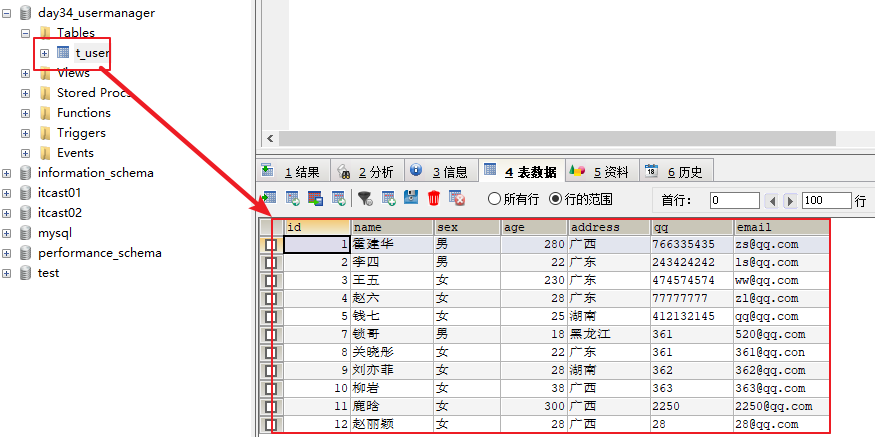 day34_usermanager
Tables
t_user
Views
Stored Procs
Functions
Triggers
Events
information_schema
itcast01
itcast02
mysql
performance_schema
test
1 结果 2 分析 3 信息 4 表数据 5 资料 6 历史
所有行 行的范围 首行: 0 100 行
id name sex age address qq email
1 霍建华 男 280 广西 766335435 zs@qq.com
2 李四 男 22 广东 243424242 ls@qq.com
3 王五 女 230 广东 474574574 ww@qq.com
4 赵六 女 28 广东 77777777 zl@qq.com
5 钱七 女 25 湖南 412132145 qq@qq.com
7 锁哥 男 18 黑龙江 361 520@qq.com
8 关晓彤 女 22 广东 361 361@qq.con
9 刘亦菲 女 28 湖南 362 362@qq.com
10 柳岩 女 38 广西 363 363@qq.com
11 鹿晗 女 300 广西 2250 2250@qq.com
12 赵丽颖 女 28 广西 28 28@qq.com